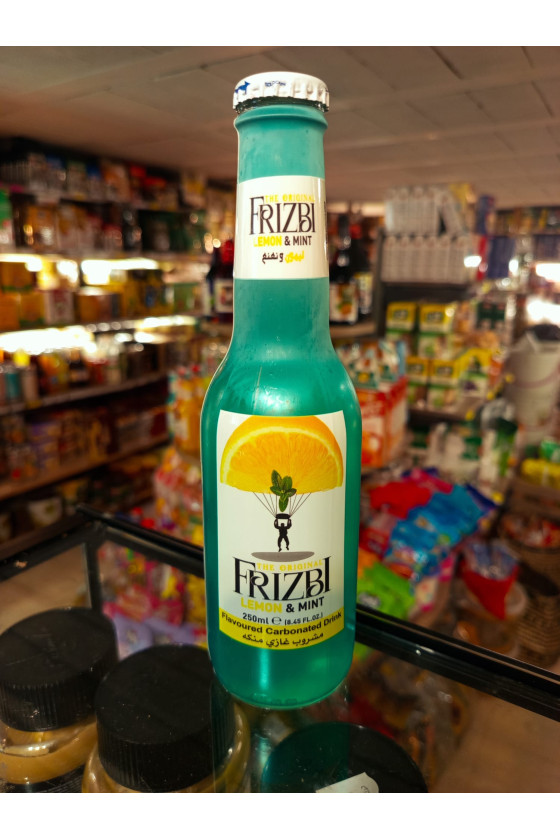 THE ORIGINAL
FRIZBI
LEMON & MINT
ليمون ونعنع
THE ORIGINAL
FRIZBI
LEMON & MINT
250ml ℮ (8.45 FL.OZ.)
Flavoured Carbonated Drink
مشروب غازي منكه